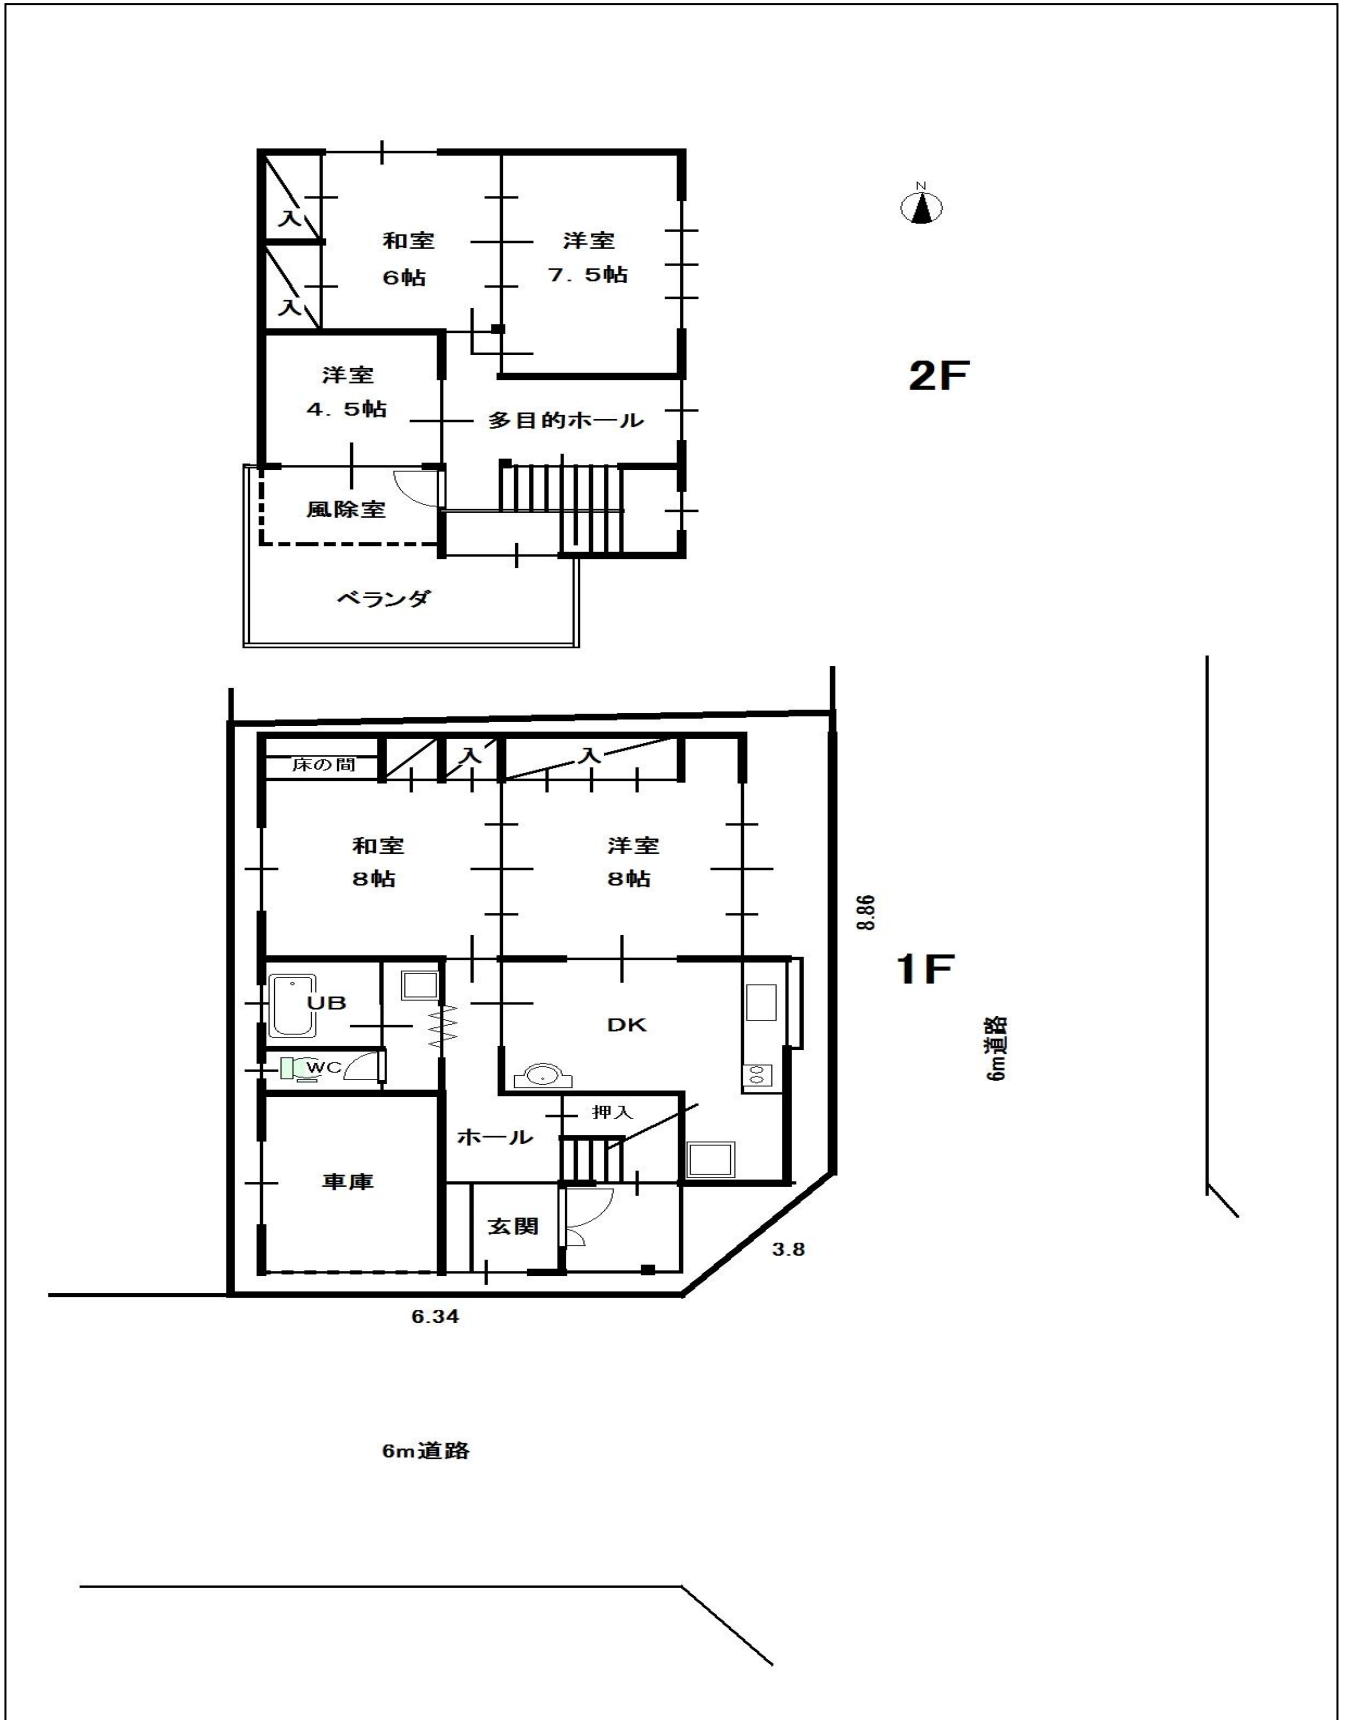 N
入
和室
6帖
洋室
7.5帖
入
2F
洋室
4.5帖
多目的ホール
風除室
ベランダ
床の間
入
入
和室
8帖
洋室
8帖
8.86
1F
UB
DK
6m道路
WC
押入
ホール
車庫
玄関
3.8
6.34
6m道路